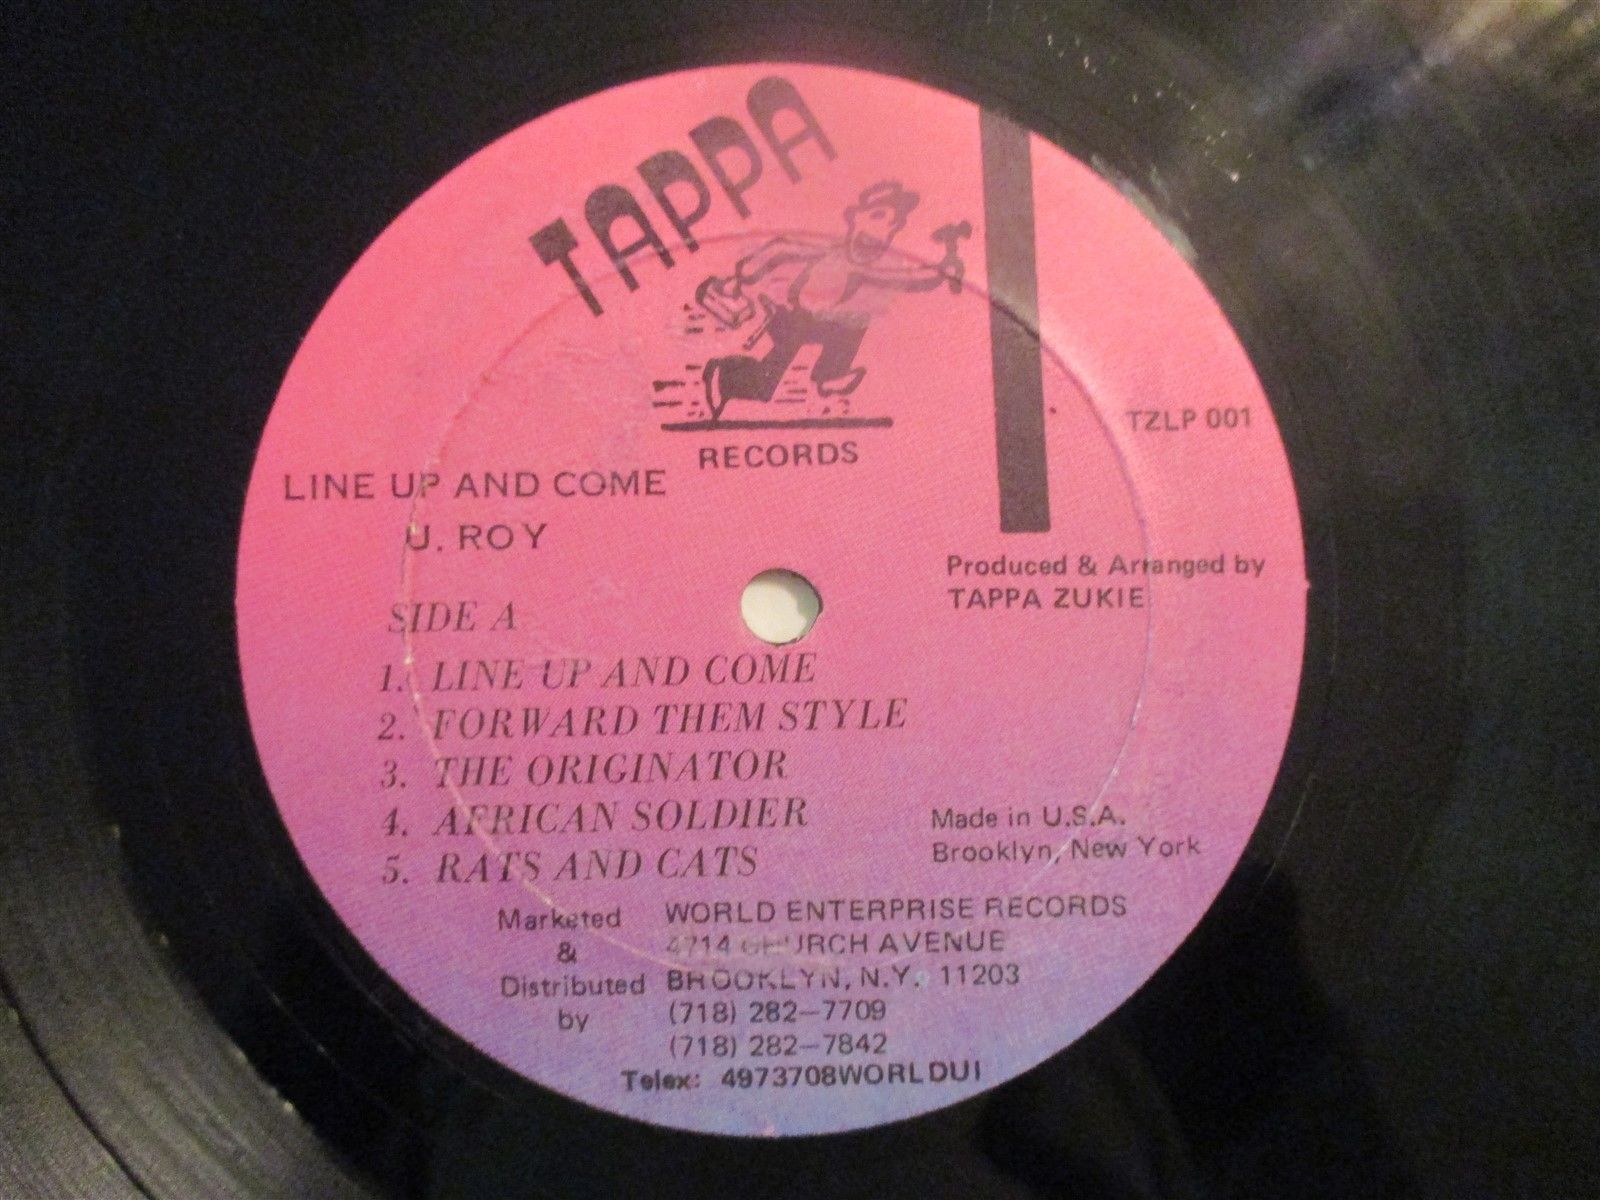 TAPPA
RECORDS
TZLP 001
LINE UP AND COME
U. ROY
Produced & Arranged by
TAPPA ZUKIE
SIDE A
1. LINE UP AND COME
2. FORWARD THEM STYLE
3. THE ORIGINATOR
4. AFRICAN SOLDIER
5. RATS AND CATS
Made in U.S.A.
Brooklyn, New York
Marketed & Distributed by
WORLD ENTERPRISE RECORDS
4714 CHURCH AVENUE
BROOKLYN, N.Y. 11203
(718) 282-7709
(718) 282-7842
Telex: 4973708WORLDUI